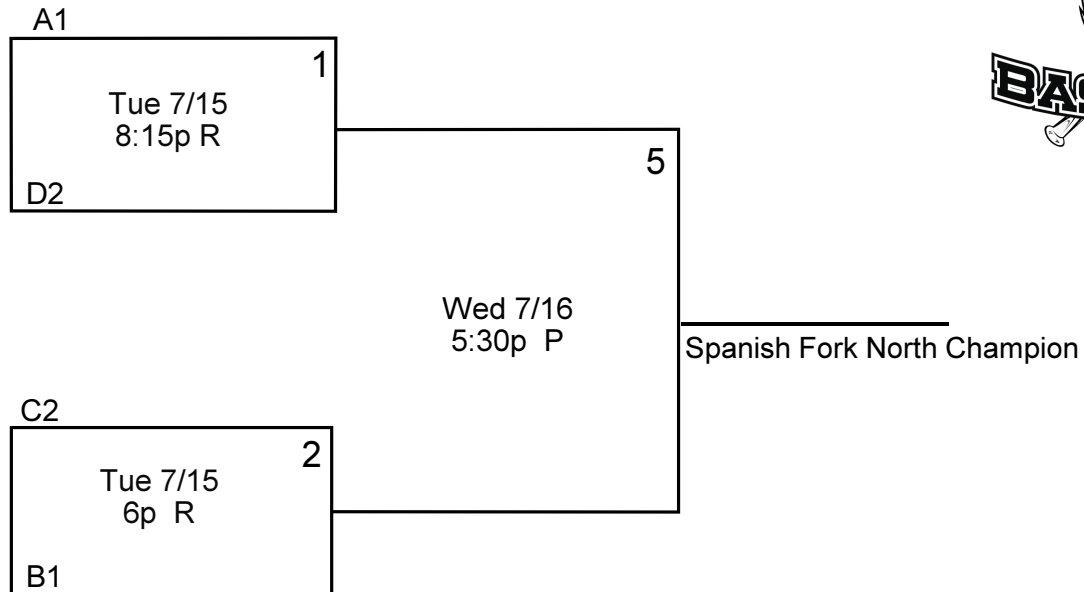 A1
1
Tue 7/15
8:15p R
D2
5
Wed 7/16
5:30p P
Spanish Fork North Champion
C2
2
Tue 7/15
6p R
B1